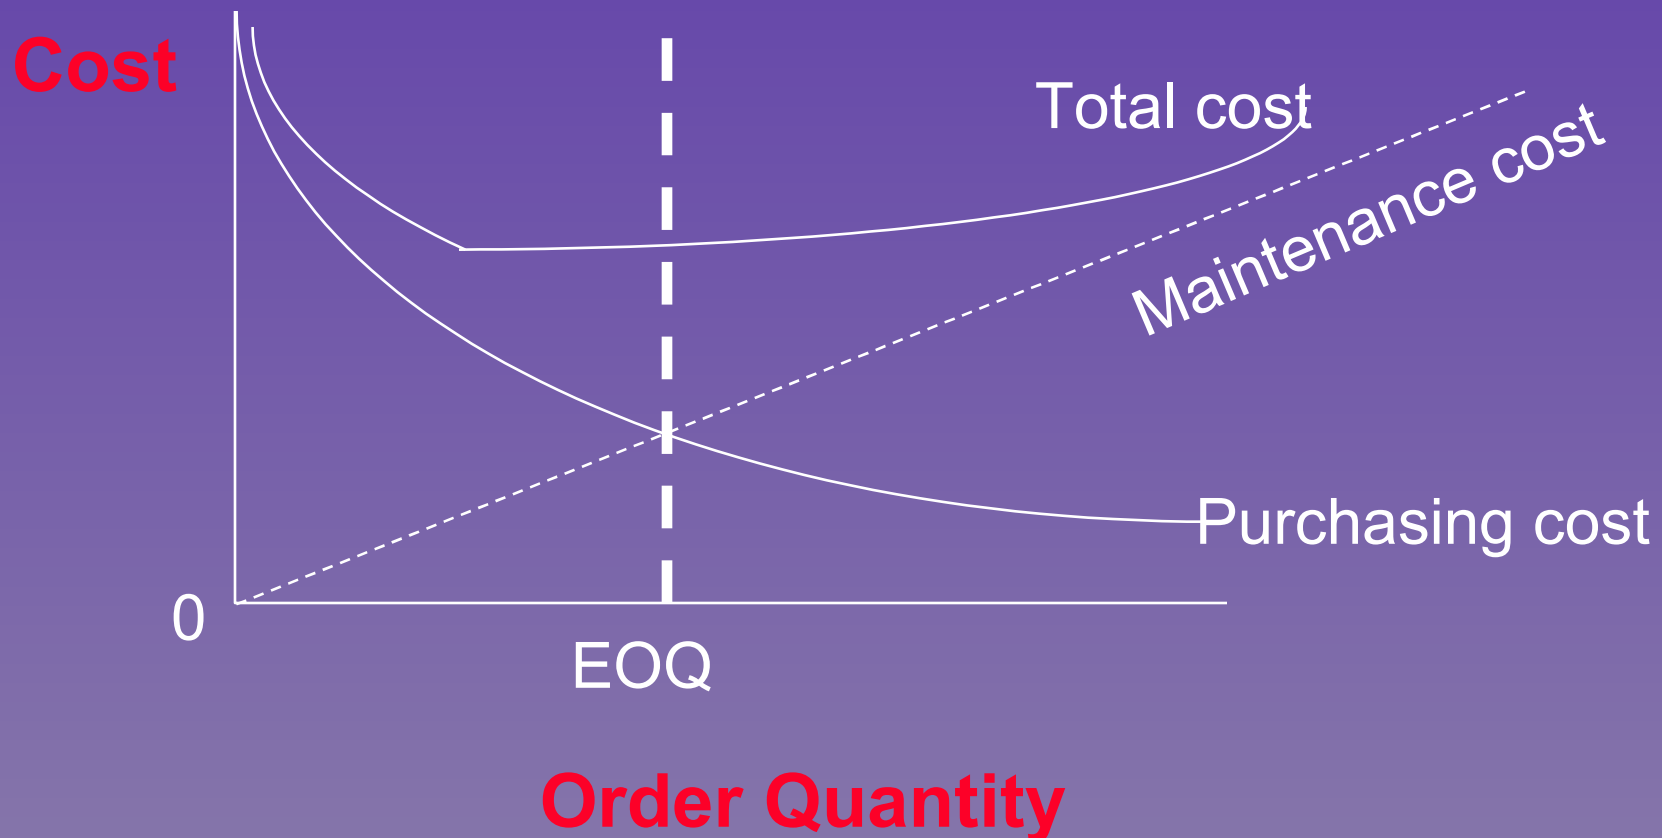 Cost
Total cost
Maintenance cost
Purchasing cost
0
EOQ
Order Quantity